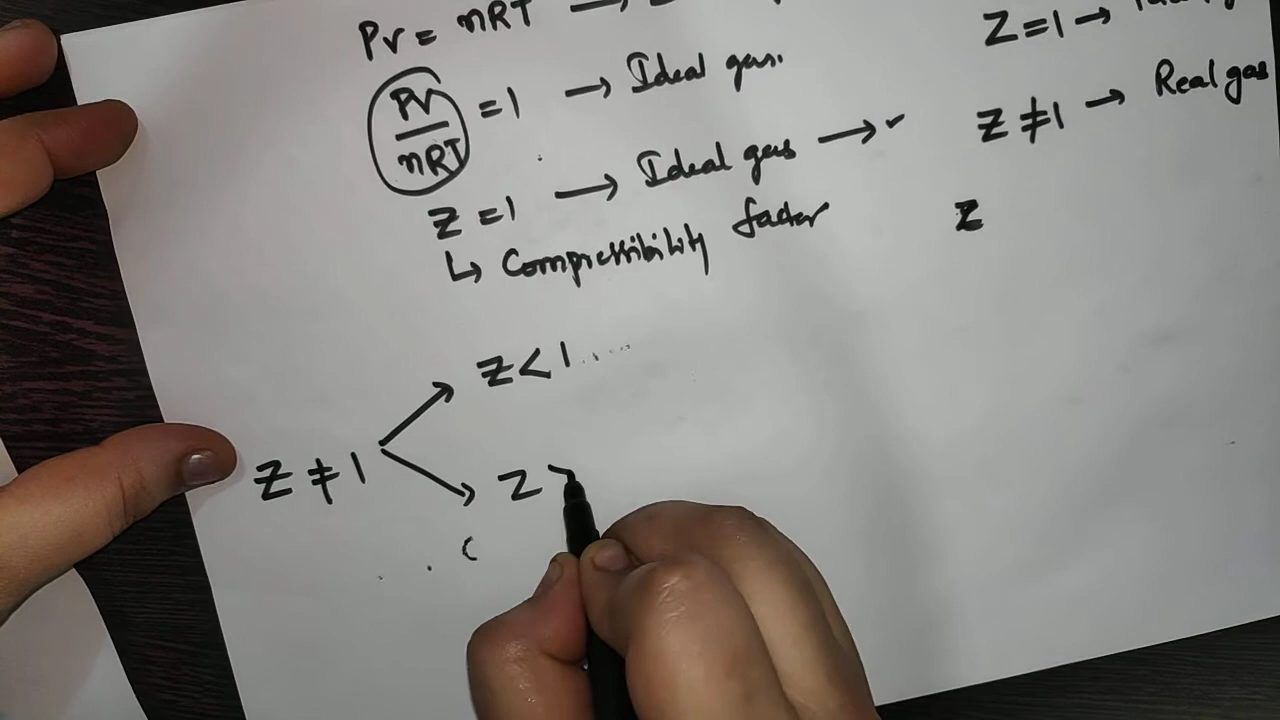 Pv = nRT →
Z = 1 →
PV/nRT = 1 → Ideal gas.
Z ≠ 1 → Real gas
Z = 1 → Ideal gas →
↳ Compressibility factor
Z
Z < 1
Z ≠ 1
Z >